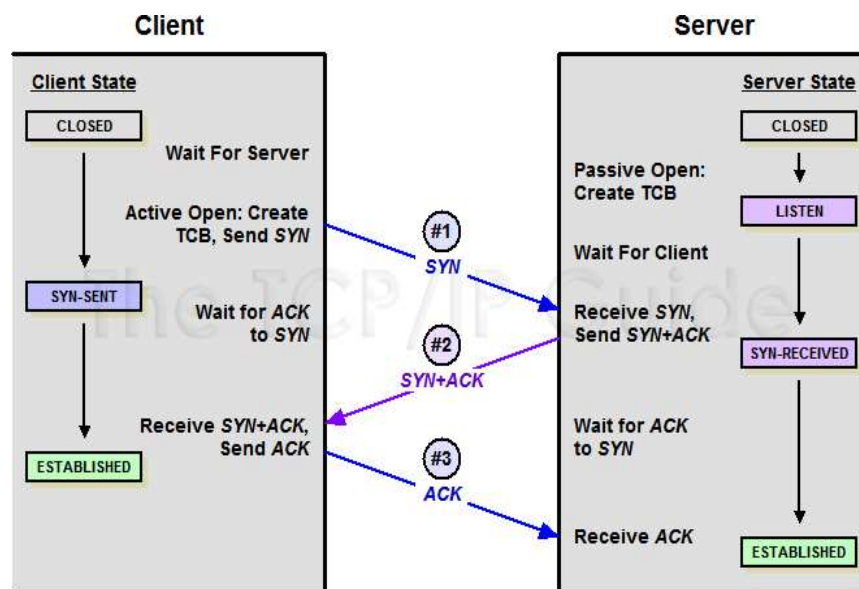 Client
Server
Client State
CLOSED
Wait For Server
Active Open: Create
TCB, Send SYN
SYN-SENT
Wait for ACK
to SYN
Receive SYN+ACK,
Send ACK
ESTABLISHED
#1
SYN
#2
SYN+ACK
#3
ACK
Server State
CLOSED
Passive Open:
Create TCB
LISTEN
Wait For Client
Receive SYN,
Send SYN+ACK
SYN-RECEIVED
Wait for ACK
to SYN
Receive ACK
ESTABLISHED
The TCP/IP Guide